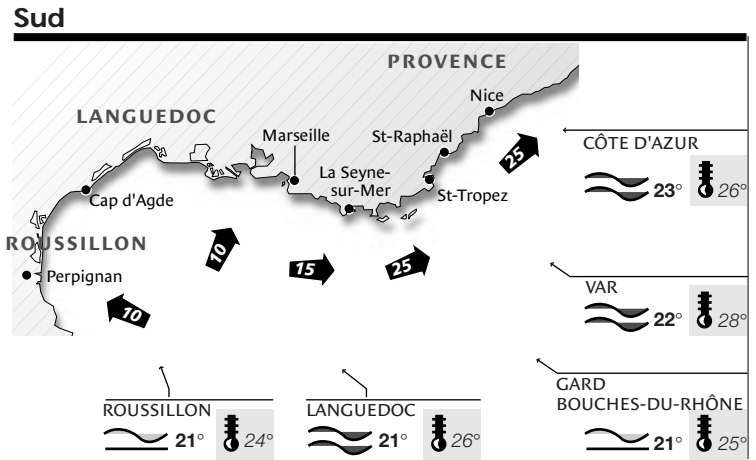 Sud
PROVENCE
Nice
LANGUEDOC
Marseille
St-Raphaël
25
CÔTE D'AZUR
23° 26°
La Seyne-
sur-Mer
St-Tropez
Cap d'Agde
ROUSSILLON
Perpignan
10
15
25
10
VAR
22° 28°
ROUSSILLON
21° 24°
LANGUEDOC
21° 26°
GARD
BOUCHES-DU-RHÔNE
21° 25°